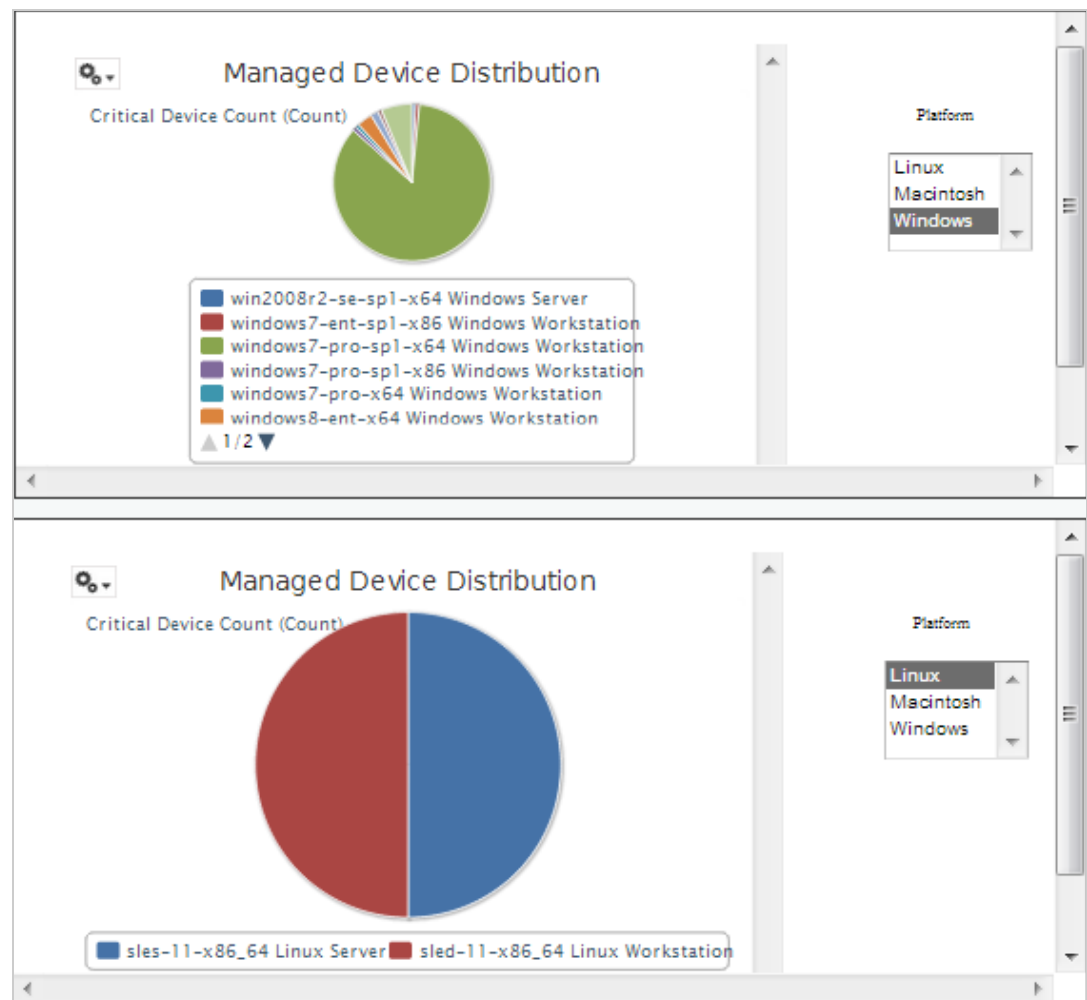 Managed Device Distribution
Critical Device Count (Count)
Platform
Linux
Macintosh
Windows
win2008r2-se-sp1-x64 Windows Server
windows7-ent-sp1-x86 Windows Workstation
windows7-pro-sp1-x64 Windows Workstation
windows7-pro-sp1-x86 Windows Workstation
windows7-pro-x64 Windows Workstation
windows8-ent-x64 Windows Workstation
1/2
Managed Device Distribution
Critical Device Count (Count)
Platform
Linux
Macintosh
Windows
sles-11-x86_64 Linux Server sled-11-x86_64 Linux Workstation